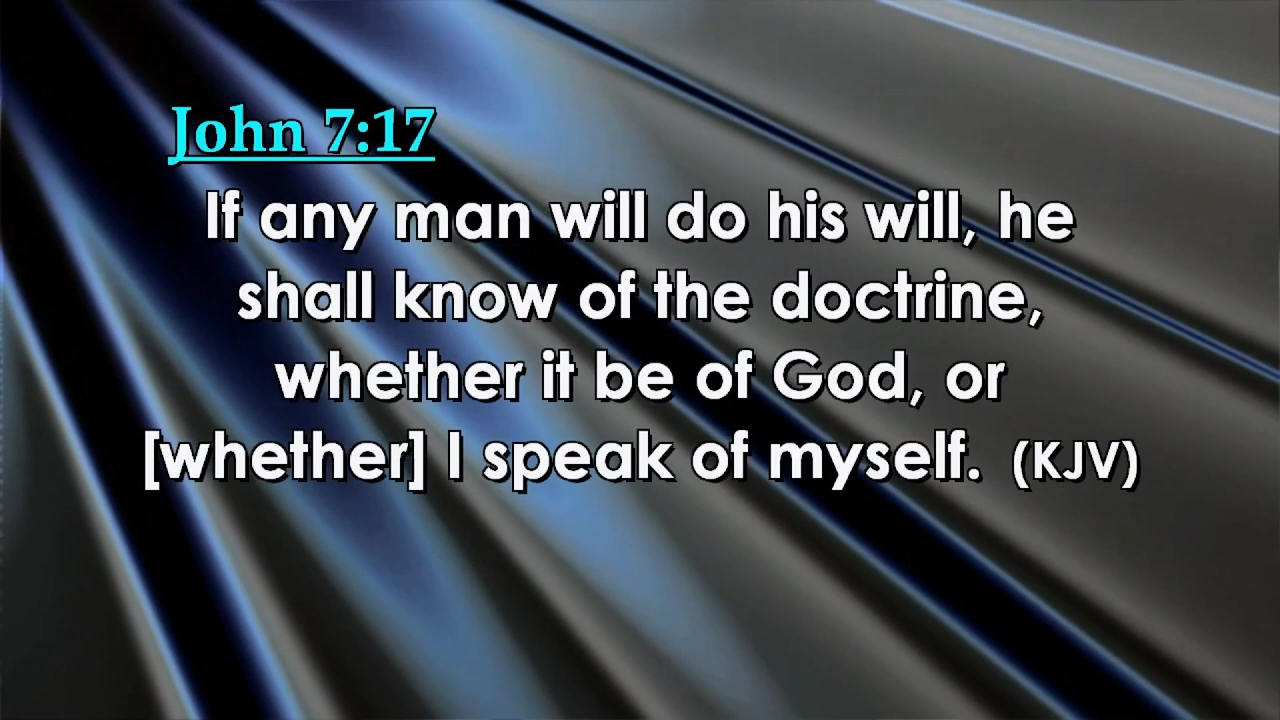 John 7:17
If any man will do his will, he
shall know of the doctrine,
whether it be of God, or
[whether] I speak of myself. (KJV)